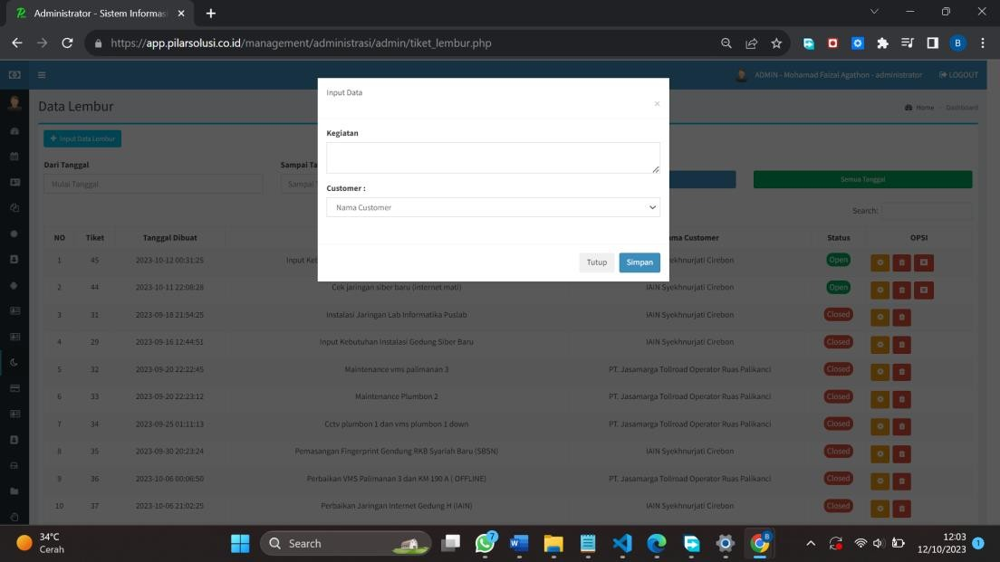 Administrator - Sistem Informasi
https://app.pilarsolusi.co.id/management/administrasi/admin/tiket_lembur.php
B
ADMIN - Mohamad Faizal Agathon - administrator
LOGOUT
Data Lembur
Home
Dashboard
+ Input Data Lembur
Dari Tanggal
Sampai Ta
Mulai Tanggal
Sampai
Semua Tanggal
Search:
Input Data
×
Kegiatan
Customer :
Nama Customer
Tutup
Simpan
NO Tiket Tanggal Dibuat ma Customer Status OPSI
1 45 2023-10-12 00:31:25 Input Keb ekhnurjati Cirebon Open
2 44 2023-10-11 22:08:28 Cek jaringan siber baru (internet mati) IAIN Syekhnurjati Cirebon Open
3 31 2023-09-18 21:54:25 Instalasi Jaringan Lab Informatika Puslab IAIN Syekhnurjati Cirebon Closed
4 29 2023-09-16 12:44:51 Input Kebutuhan Instalasi Gedung Siber Baru IAIN Syekhnurjati Cirebon Closed
5 32 2023-09-20 22:22:45 Maintenance vms palimanan 3 PT. Jasamarga Tollroad Operator Ruas Palikanci Closed
6 33 2023-09-20 22:23:12 Maintenance Plumbon 2 PT. Jasamarga Tollroad Operator Ruas Palikanci Closed
7 34 2023-09-25 01:11:13 Cctv plumbon 1 dan vms plumbon 1 down PT. Jasamarga Tollroad Operator Ruas Palikanci Closed
8 35 2023-09-30 20:23:24 Pemasangan Fingerprint Gendung RKB Syariah Baru (SBSN) IAIN Syekhnurjati Cirebon Closed
9 36 2023-10-06 00:06:50 Perbaikan VMS Palimanan 3 dan KM 190 A ( OFFLINE) PT. Jasamarga Tollroad Operator Ruas Palikanci Closed
10 37 2023-10-06 21:02:25 Perbaikan Jaringan Internet Gedung H (IAIN) IAIN Syekhnurjati Cirebon Closed
34°C
Cerah
Search
7
B
12:03
12/10/2023
1